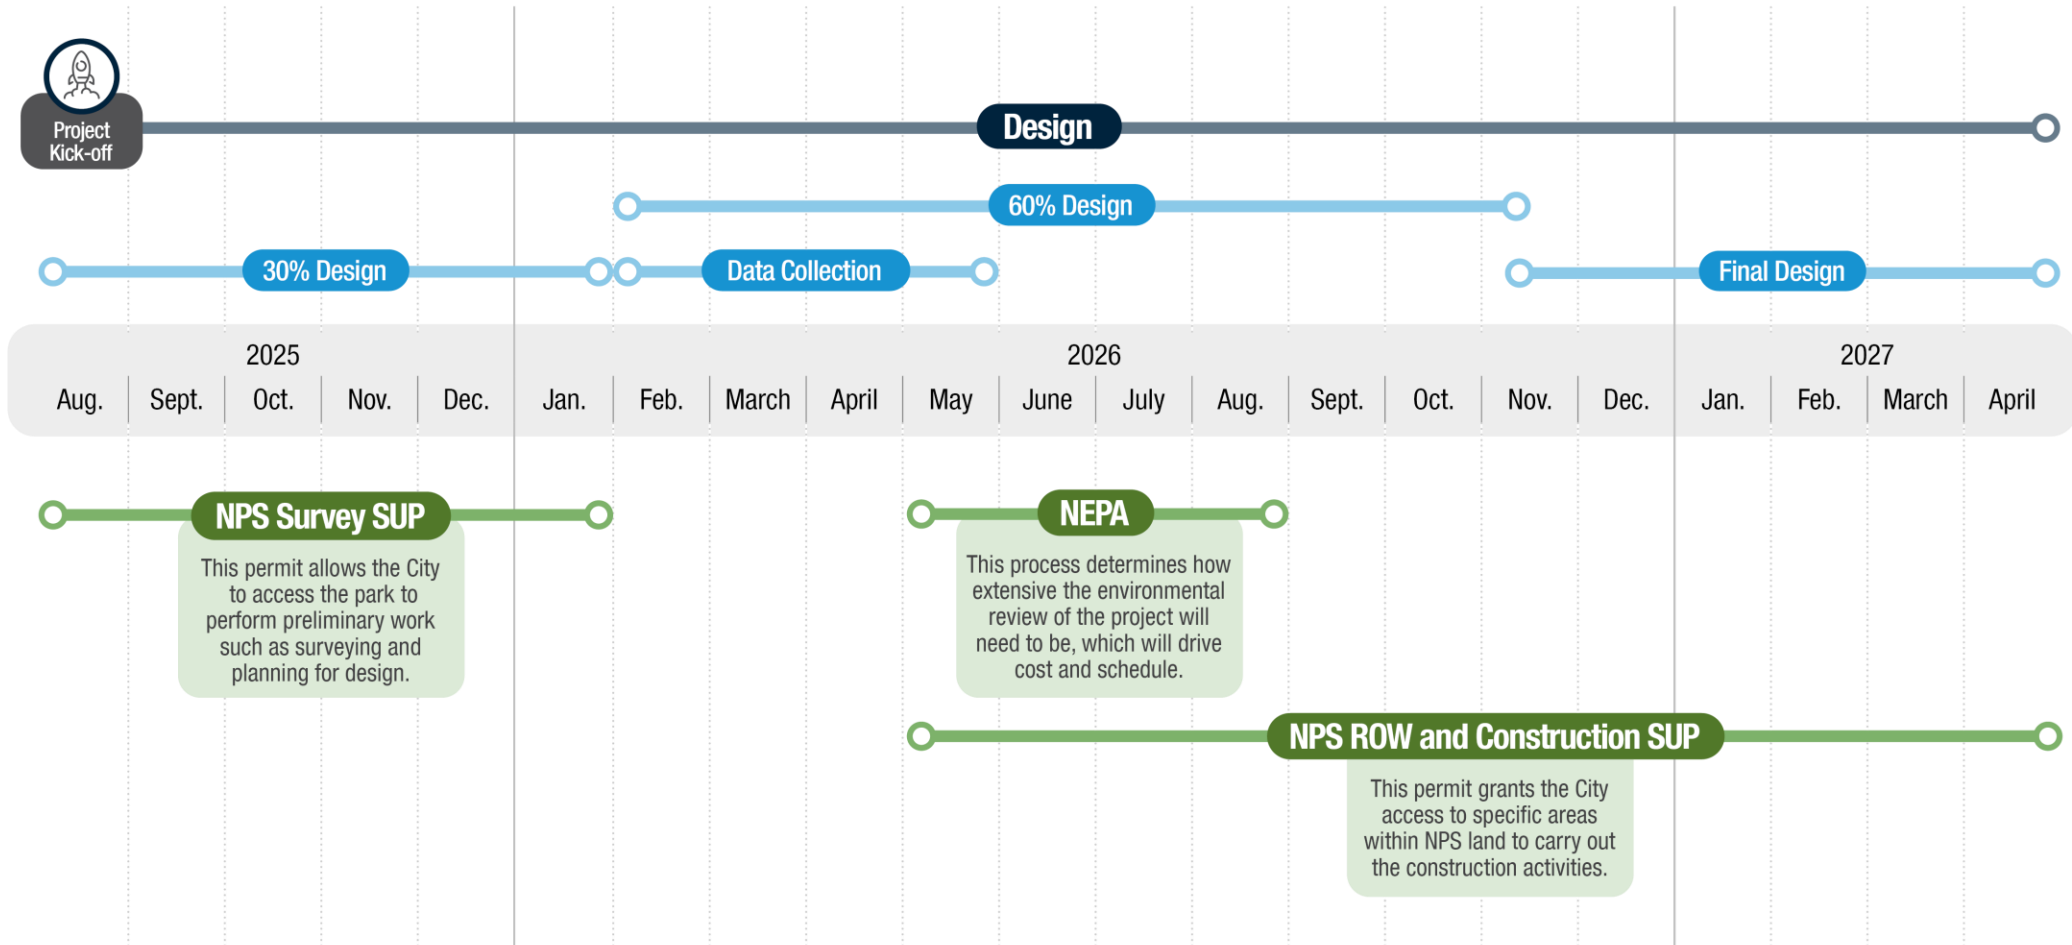 Project
Kick-off
Design
60% Design
30% Design
Data Collection
Final Design
2025
2026
2027
Aug.
Sept.
Oct.
Nov.
Dec.
Jan.
Feb.
March
April
May
June
July
Aug.
Sept.
Oct.
Nov.
Dec.
Jan.
Feb.
March
April
NPS Survey SUP
This permit allows the City
to access the park to
perform preliminary work
such as surveying and
planning for design.
NEPA
This process determines how
extensive the environmental
review of the project will
need to be, which will drive
cost and schedule.
NPS ROW and Construction SUP
This permit grants the City
access to specific areas
within NPS land to carry out
the construction activities.